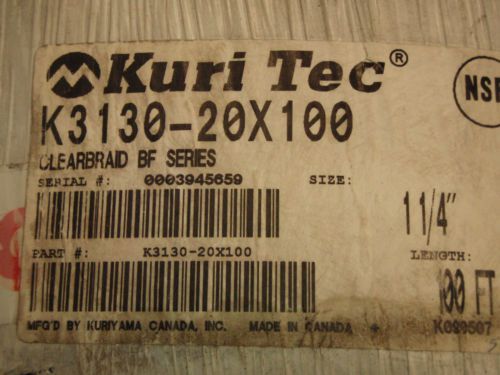 Kuri Tec®
NSF
K3130-20X100
CLEARBRAID BF SERIES
SERIAL #: 0003945659 SIZE:
1 1/4"
PART #: K3130-20X100 LENGTH:
100 FT
MFG'D BY KURIYAMA CANADA, INC. MADE IN CANADA